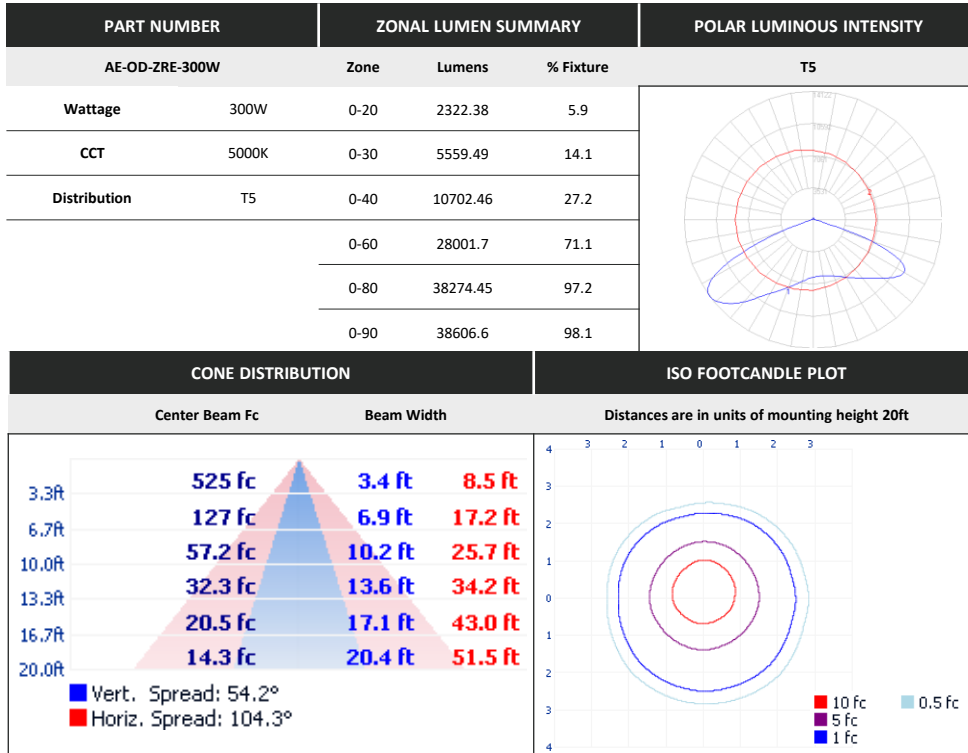 PART NUMBER
ZONAL LUMEN SUMMARY
POLAR LUMINOUS INTENSITY
AE-OD-ZRE-300W
Zone Lumens % Fixture
T5
Wattage 300W
0-20 2322.38 5.9
CCT 5000K
0-30 5559.49 14.1
Distribution T5
0-40 10702.46 27.2
0-60 28001.7 71.1
0-80 38274.45 97.2
0-90 38606.6 98.1
14122
3531
2
1
CONE DISTRIBUTION
ISO FOOTCANDLE PLOT
Center Beam Fc Beam Width
Distances are in units of mounting height 20ft
3.3ft 525 fc 3.4 ft 8.5 ft
6.7ft 127 fc 6.9 ft 17.2 ft
10.0ft 57.2 fc 10.2 ft 25.7 ft
13.3ft 32.3 fc 13.6 ft 34.2 ft
16.7ft 20.5 fc 17.1 ft 43.0 ft
20.0ft 14.3 fc 20.4 ft 51.5 ft
Vert. Spread: 54.2°
Horiz. Spread: 104.3°
3 2 1 0 1 2 3
4
3
2
1
0
1
2
3
4
10 fc 0.5 fc
5 fc
1 fc